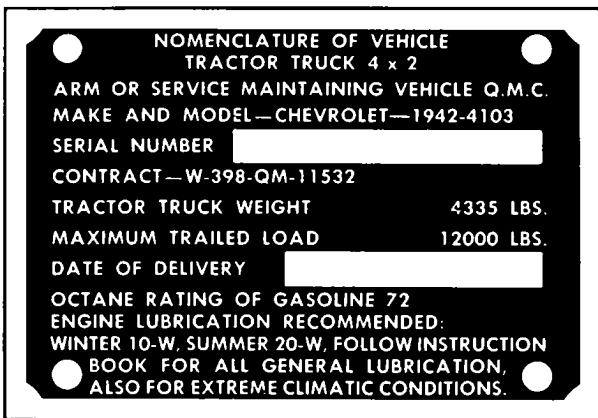 NOMENCLATURE OF VEHICLE
TRACTOR TRUCK 4 x 2
ARM OR SERVICE MAINTAINING VEHICLE Q.M.C.
MAKE AND MODEL—CHEVROLET—1942-4103
SERIAL NUMBER
CONTRACT—W-398-QM-11532
TRACTOR TRUCK WEIGHT 4335 LBS.
MAXIMUM TRAILED LOAD 12000 LBS.
DATE OF DELIVERY
OCTANE RATING OF GASOLINE 72
ENGINE LUBRICATION RECOMMENDED:
WINTER 10-W, SUMMER 20-W, FOLLOW INSTRUCTION
BOOK FOR ALL GENERAL LUBRICATION,
ALSO FOR EXTREME CLIMATIC CONDITIONS.